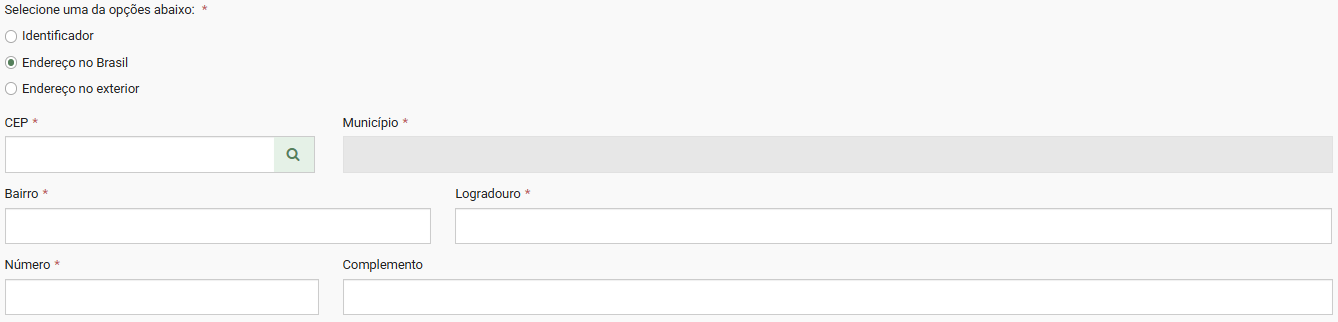 Selecione uma da opções abaixo: *
Identificador
Endereço no Brasil
Endereço no exterior
CEP * Município *
Bairro * Logradouro *
Número * Complemento